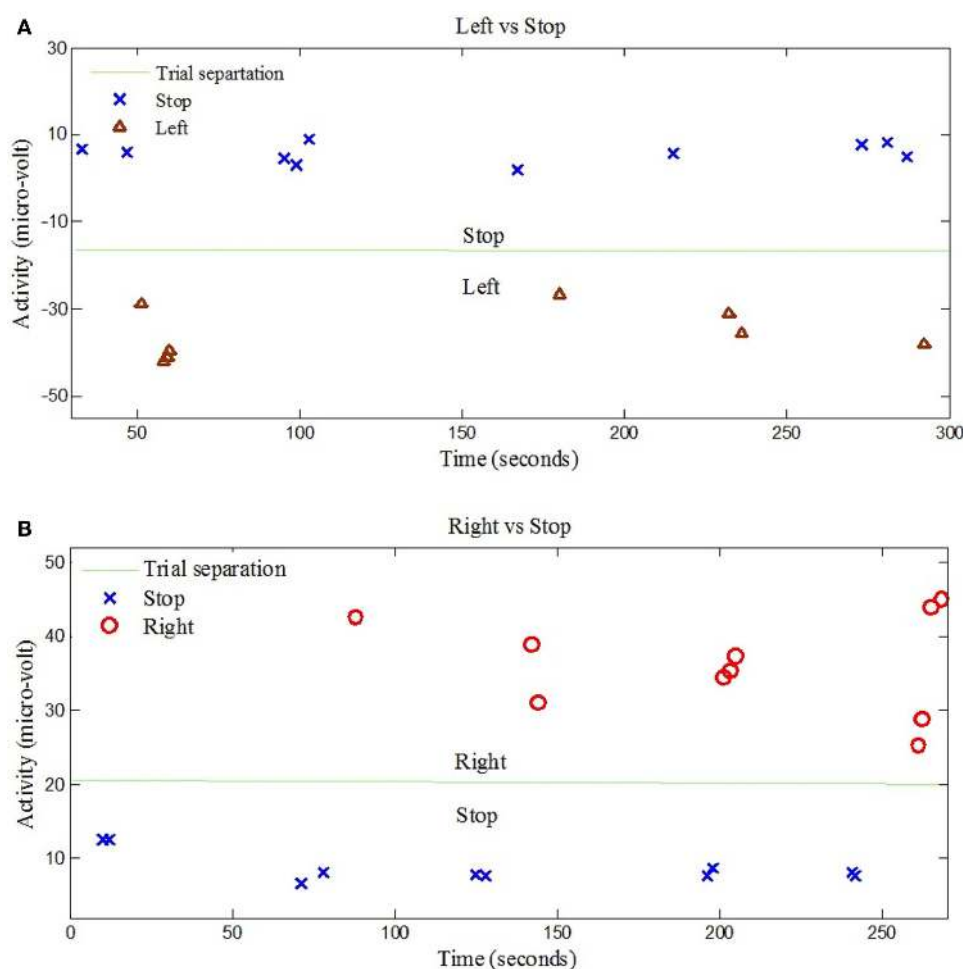 A
Left vs Stop
30
10
-10
-30
-50
Activity (micro-volt)
Trial separtation
Stop
Left
Stop
Left
50
100
150
200
250
300
Time (seconds)
B
Right vs Stop
50
40
30
20
10
Activity (micro-volt)
Trial separation
Stop
Right
Right
Stop
0
50
100
150
200
250
Time (seconds)